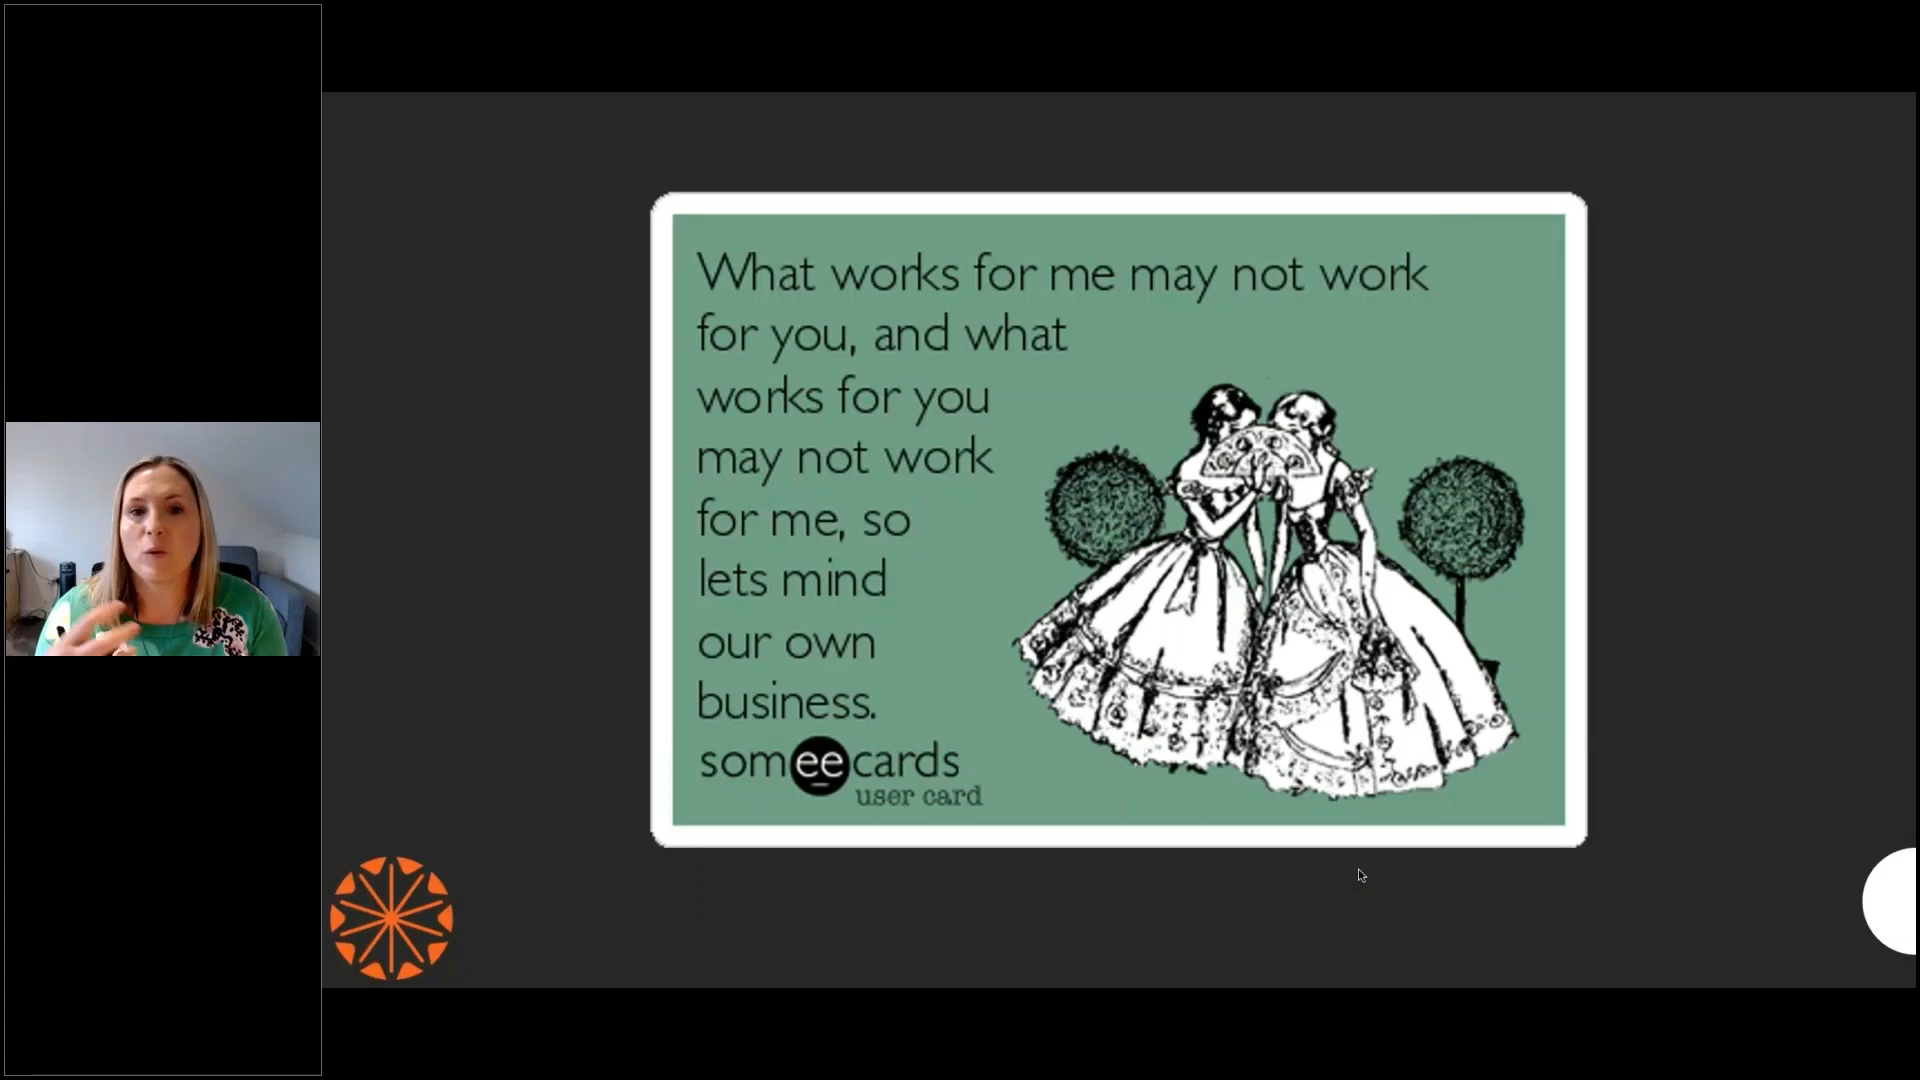 What works for me may not work
for you, and what
works for you
may not work
for me, so
lets mind
our own
business.
someecards
user card